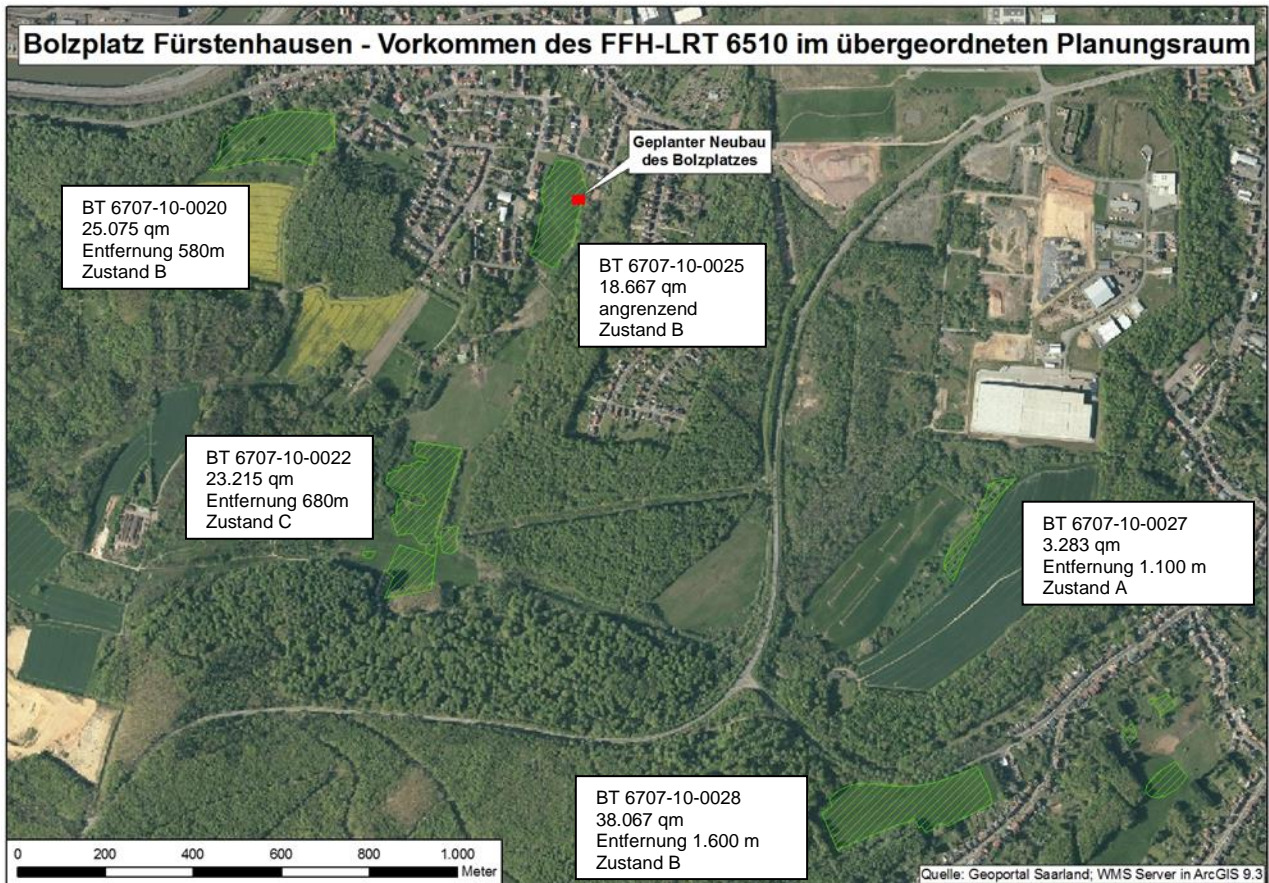 Bolzplatz Fürstenhausen - Vorkommen des FFH-LRT 6510 im übergeordneten Planungsraum
Geplanter Neubau
des Bolzplatzes
BT 6707-10-0020
25.075 qm
Entfernung 580m
Zustand B
BT 6707-10-0025
18.667 qm
angrenzend
Zustand B
BT 6707-10-0022
23.215 qm
Entfernung 680m
Zustand C
BT 6707-10-0027
3.283 qm
Entfernung 1.100 m
Zustand A
BT 6707-10-0028
38.067 qm
Entfernung 1.600 m
Zustand B
0 200 400 600 800 1.000
Meter
Quelle: Geoportal Saarland; WMS Server in ArcGIS 9.3